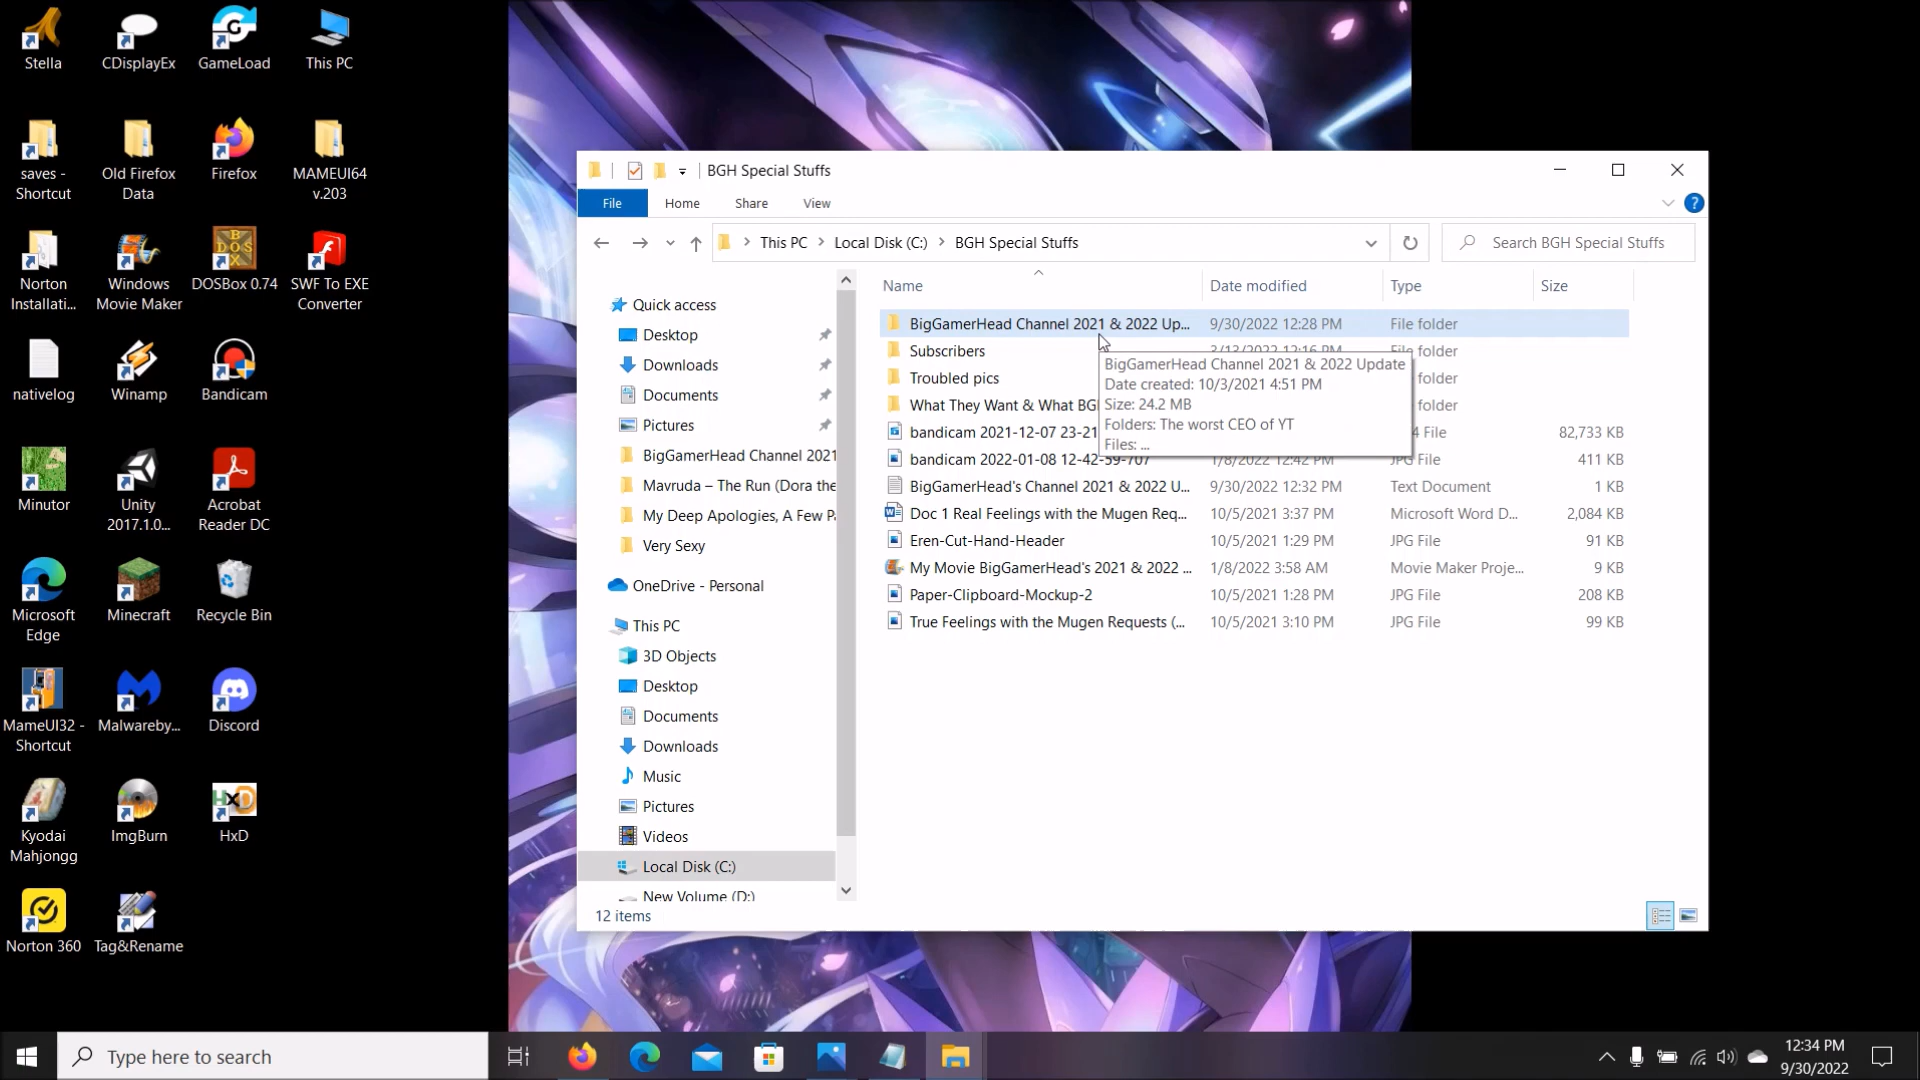 Stella
CDisplayEx
GameLoad
This PC
saves -
Shortcut
Old Firefox
Data
Firefox
MAMEUI64
v.203
Norton
Installati...
Windows
Movie Maker
DOSBox 0.74
SWF To EXE
Converter
nativelog
Winamp
Bandicam
Minutor
Unity
2017.1.0...
Acrobat
Reader DC
Microsoft
Edge
Minecraft
Recycle Bin
MameUI32 -
Shortcut
Malwareby...
Discord
Kyodai
Mahjongg
ImgBurn
HxD
Norton 360
Tag&Rename
BGH Special Stuffs
File Home Share View
This PC > Local Disk (C:) > BGH Special Stuffs
Search BGH Special Stuffs
Quick access
Desktop
Downloads
Documents
Pictures
BigGamerHead Channel 2021
Mavruda – The Run (Dora the
My Deep Apologies, A Few Pa
Very Sexy
OneDrive - Personal
This PC
3D Objects
Desktop
Documents
Downloads
Music
Pictures
Videos
Local Disk (C:)
New Volume (D:)
Name Date modified Type Size
BigGamerHead Channel 2021 & 2022 Up... 9/30/2022 12:28 PM File folder
Subscribers 3/13/2022 12:16 PM File folder
Troubled pics folder
What They Want & What BGH folder
bandicam 2021-12-07 23-21 4 File 82,733 KB
bandicam 2022-01-08 12-42-59-707 1/8/2022 12:42 PM JPG File 411 KB
BigGamerHead's Channel 2021 & 2022 U... 9/30/2022 12:32 PM Text Document 1 KB
Doc 1 Real Feelings with the Mugen Req... 10/5/2021 3:37 PM Microsoft Word D... 2,084 KB
Eren-Cut-Hand-Header 10/5/2021 1:29 PM JPG File 91 KB
My Movie BigGamerHead's 2021 & 2022 ... 1/8/2022 3:58 AM Movie Maker Proje... 9 KB
Paper-Clipboard-Mockup-2 10/5/2021 1:28 PM JPG File 208 KB
True Feelings with the Mugen Requests (... 10/5/2021 3:10 PM JPG File 99 KB
BigGamerHead Channel 2021 & 2022 Update
Date created: 10/3/2021 4:51 PM
Size: 24.2 MB
Folders: The worst CEO of YT
Files: ...
12 items
Type here to search
12:34 PM
9/30/2022